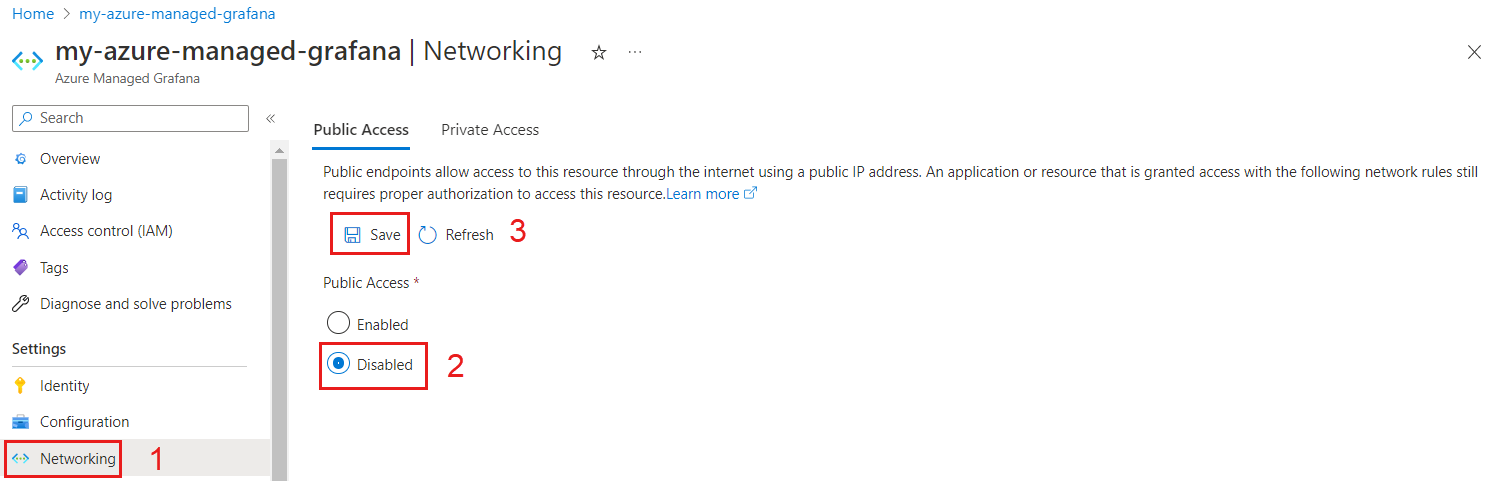 Home > my-azure-managed-grafana
my-azure-managed-grafana | Networking
Azure Managed Grafana
Search
Overview
Activity log
Access control (IAM)
Tags
Diagnose and solve problems
Settings
Identity
Configuration
Networking 1
Public Access Private Access
Public endpoints allow access to this resource through the internet using a public IP address. An application or resource that is granted access with the following network rules still
requires proper authorization to access this resource.Learn more
Save Refresh 3
Public Access *
Enabled
Disabled 2